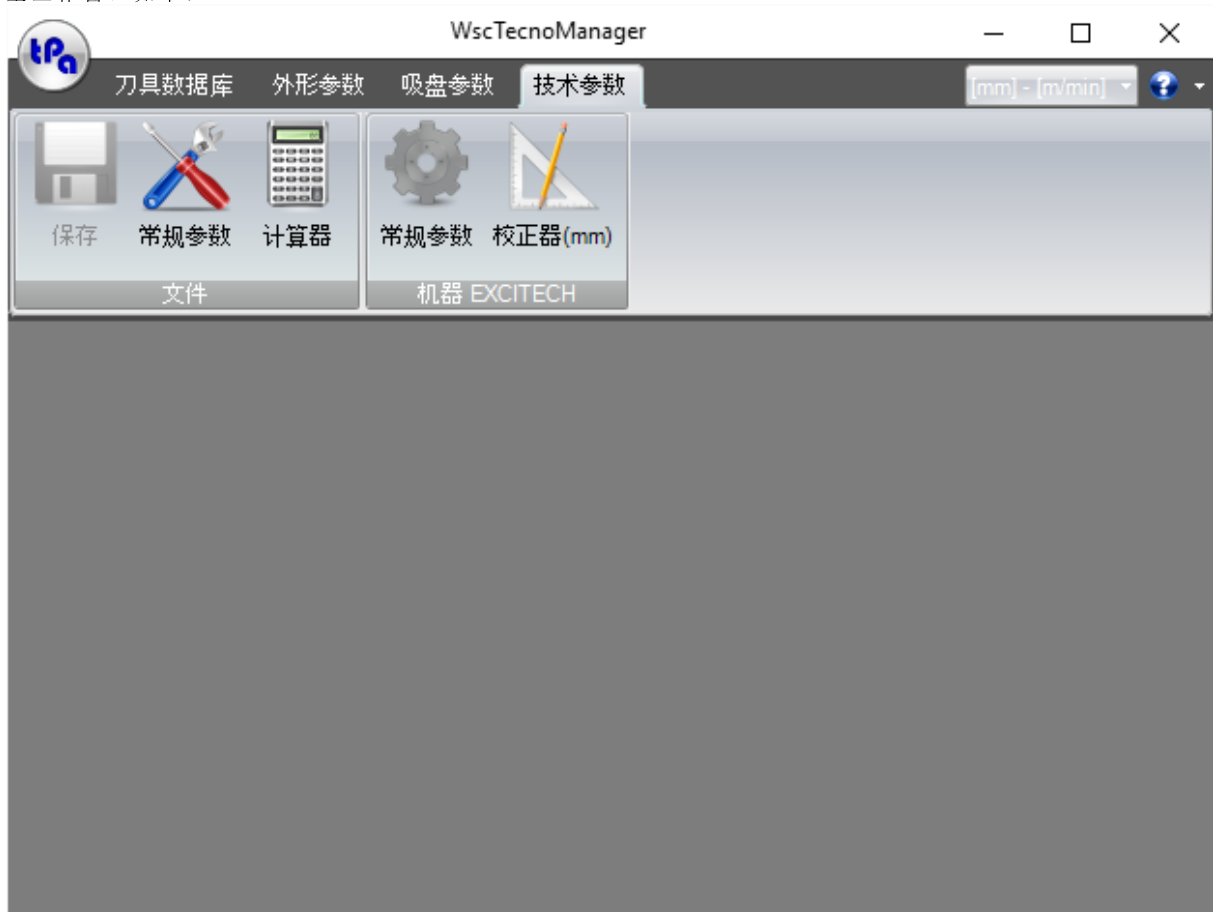 WscTecnoManager
tPa
刀具数据库 外形参数 吸盘参数 技术参数 [mm] - [m/min]
保存 常规参数 计算器 常规参数 校正器(mm)
文件 机器 EXCITECH